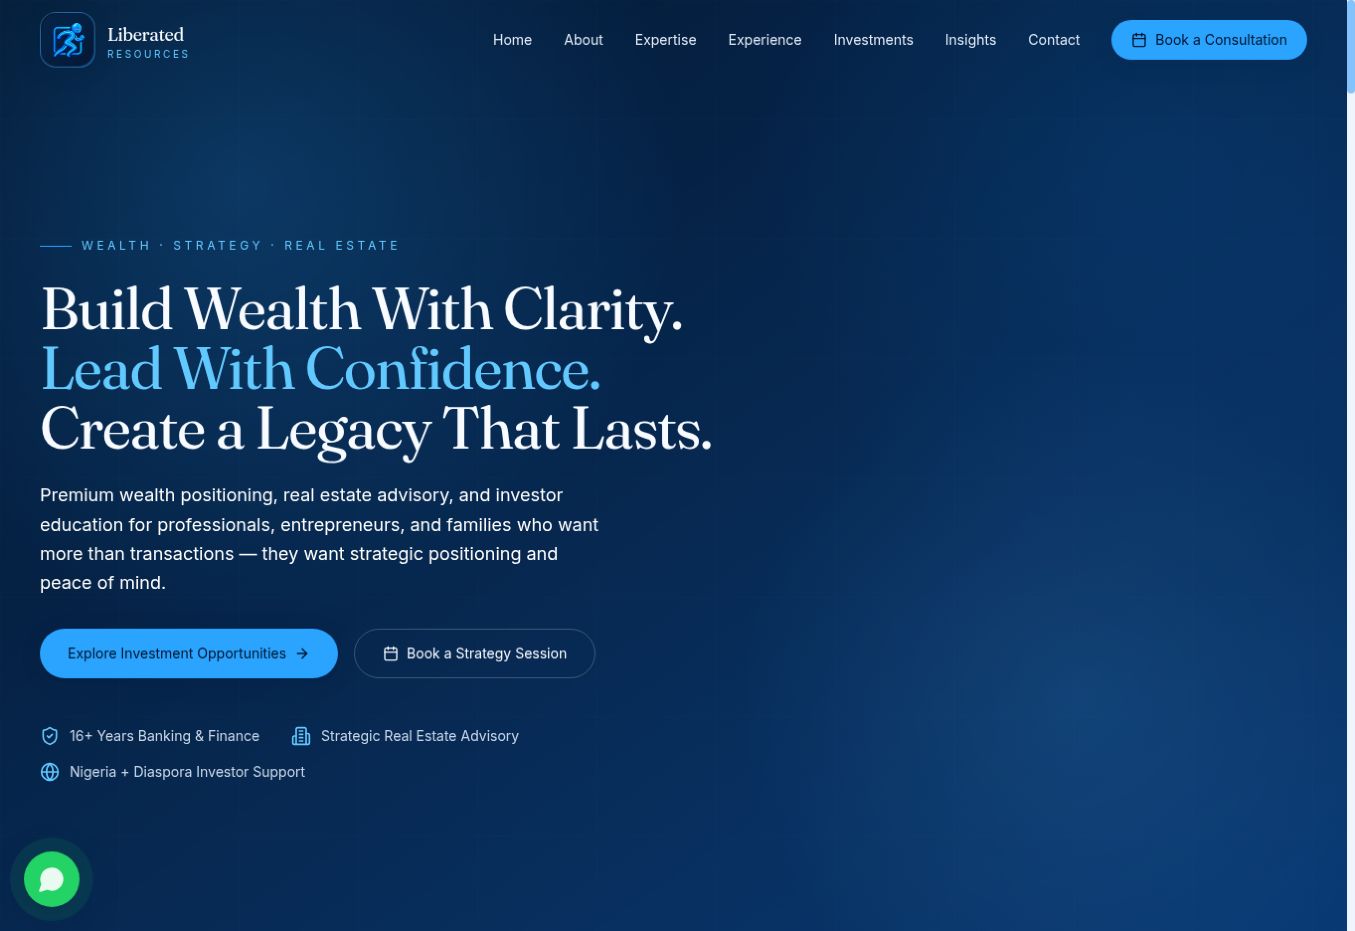 Liberated
RESOURCES
Home
About
Expertise
Experience
Investments
Insights
Contact
Book a Consultation
WEALTH · STRATEGY · REAL ESTATE
Build Wealth With Clarity.
Lead With Confidence.
Create a Legacy That Lasts.
Premium wealth positioning, real estate advisory, and investor
education for professionals, entrepreneurs, and families who want
more than transactions — they want strategic positioning and
peace of mind.
Explore Investment Opportunities
Book a Strategy Session
16+ Years Banking & Finance
Strategic Real Estate Advisory
Nigeria + Diaspora Investor Support